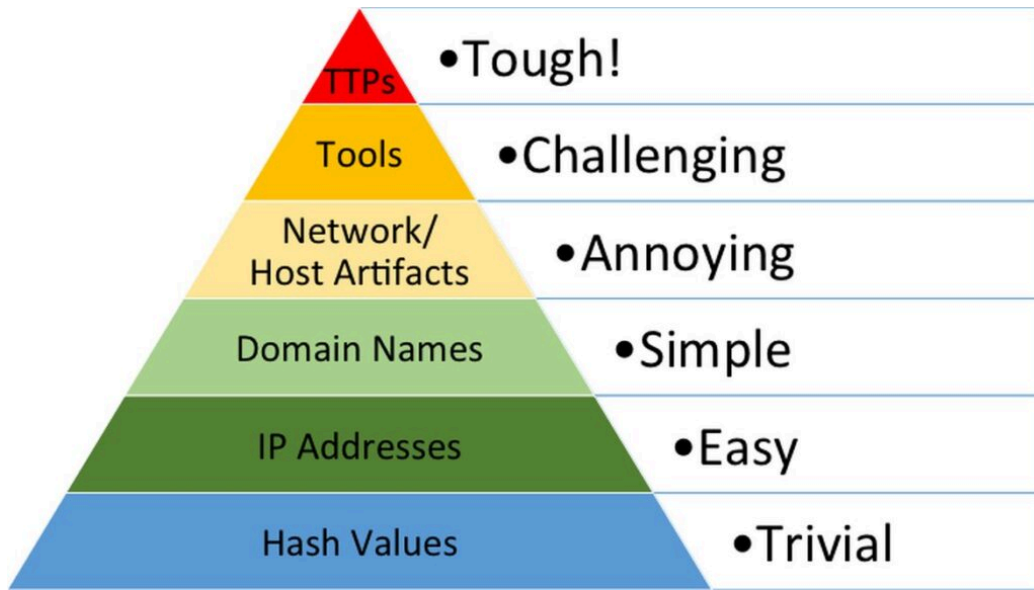 TTPs
•Tough!
Tools
•Challenging
Network/
Host Artifacts
•Annoying
Domain Names
•Simple
IP Addresses
•Easy
Hash Values
•Trivial